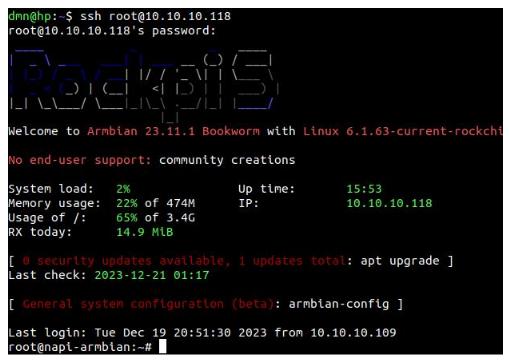 dmn@hp:~$ ssh root@10.10.10.118
root@10.10.10.118's password:
RockpiS
Welcome to Armbian 23.11.1 Bookworm with Linux 6.1.63-current-rockchi
No end-user support: community creations
System load: 2% Up time: 15:53
Memory usage: 22% of 474M IP: 10.10.10.118
Usage of /: 65% of 3.4G
RX today: 14.9 MiB
[ 0 security updates available, 1 updates total: apt upgrade ]
Last check: 2023-12-21 01:17
[ General system configuration (beta): armbian-config ]
Last login: Tue Dec 19 20:51:30 2023 from 10.10.10.109
root@napi-armbian:~#